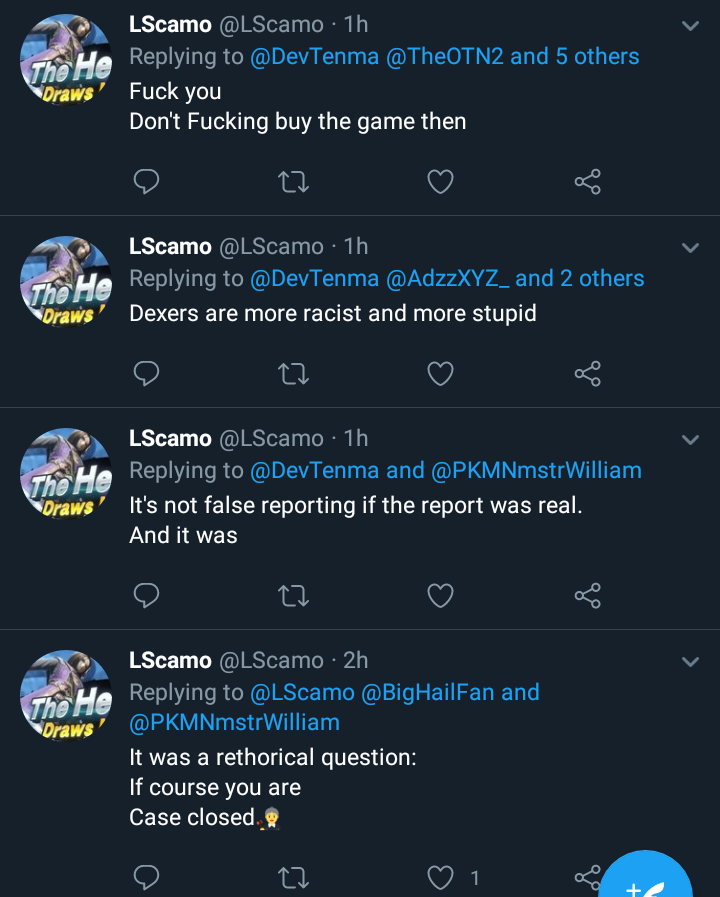 LScamo @LScamo · 1h
Replying to @DevTenma @TheOTN2 and 5 others
Fuck you
Don't Fucking buy the game then
The He
Draws
LScamo @LScamo · 1h
Replying to @DevTenma @AdzzXYZ_ and 2 others
Dexers are more racist and more stupid
The He
Draws
LScamo @LScamo · 1h
Replying to @DevTenma and @PKMNmstrWilliam
It's not false reporting if the report was real.
And it was
The He
Draws
LScamo @LScamo · 2h
Replying to @LScamo @BigHailFan and
@PKMNmstrWilliam
It was a rethorical question:
If course you are
Case closed.
The He
Draws
1